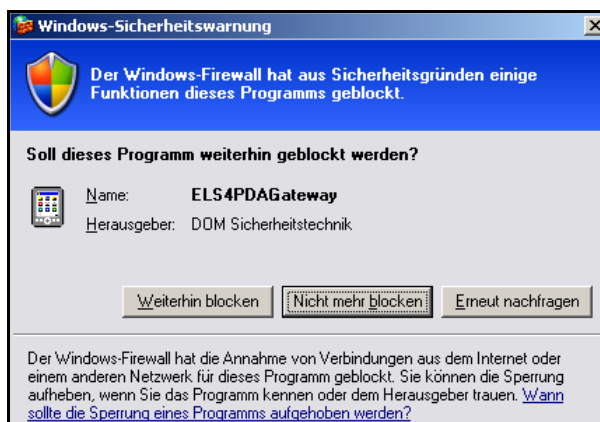 Windows-Sicherheitswarnung
Der Windows-Firewall hat aus Sicherheitsgründen einige
Funktionen dieses Programms geblockt.
Soll dieses Programm weiterhin geblockt werden?
Name: ELS4PDAGateway
Herausgeber: DOM Sicherheitstechnik
Weiterhin blocken Nicht mehr blocken Erneut nachfragen
Der Windows-Firewall hat die Annahme von Verbindungen aus dem Internet oder
einem anderen Netzwerk für dieses Programm geblockt. Sie können die Sperrung
aufheben, wenn Sie das Programm kennen oder dem Herausgeber trauen. Wann
sollte die Sperrung eines Programms aufgehoben werden?